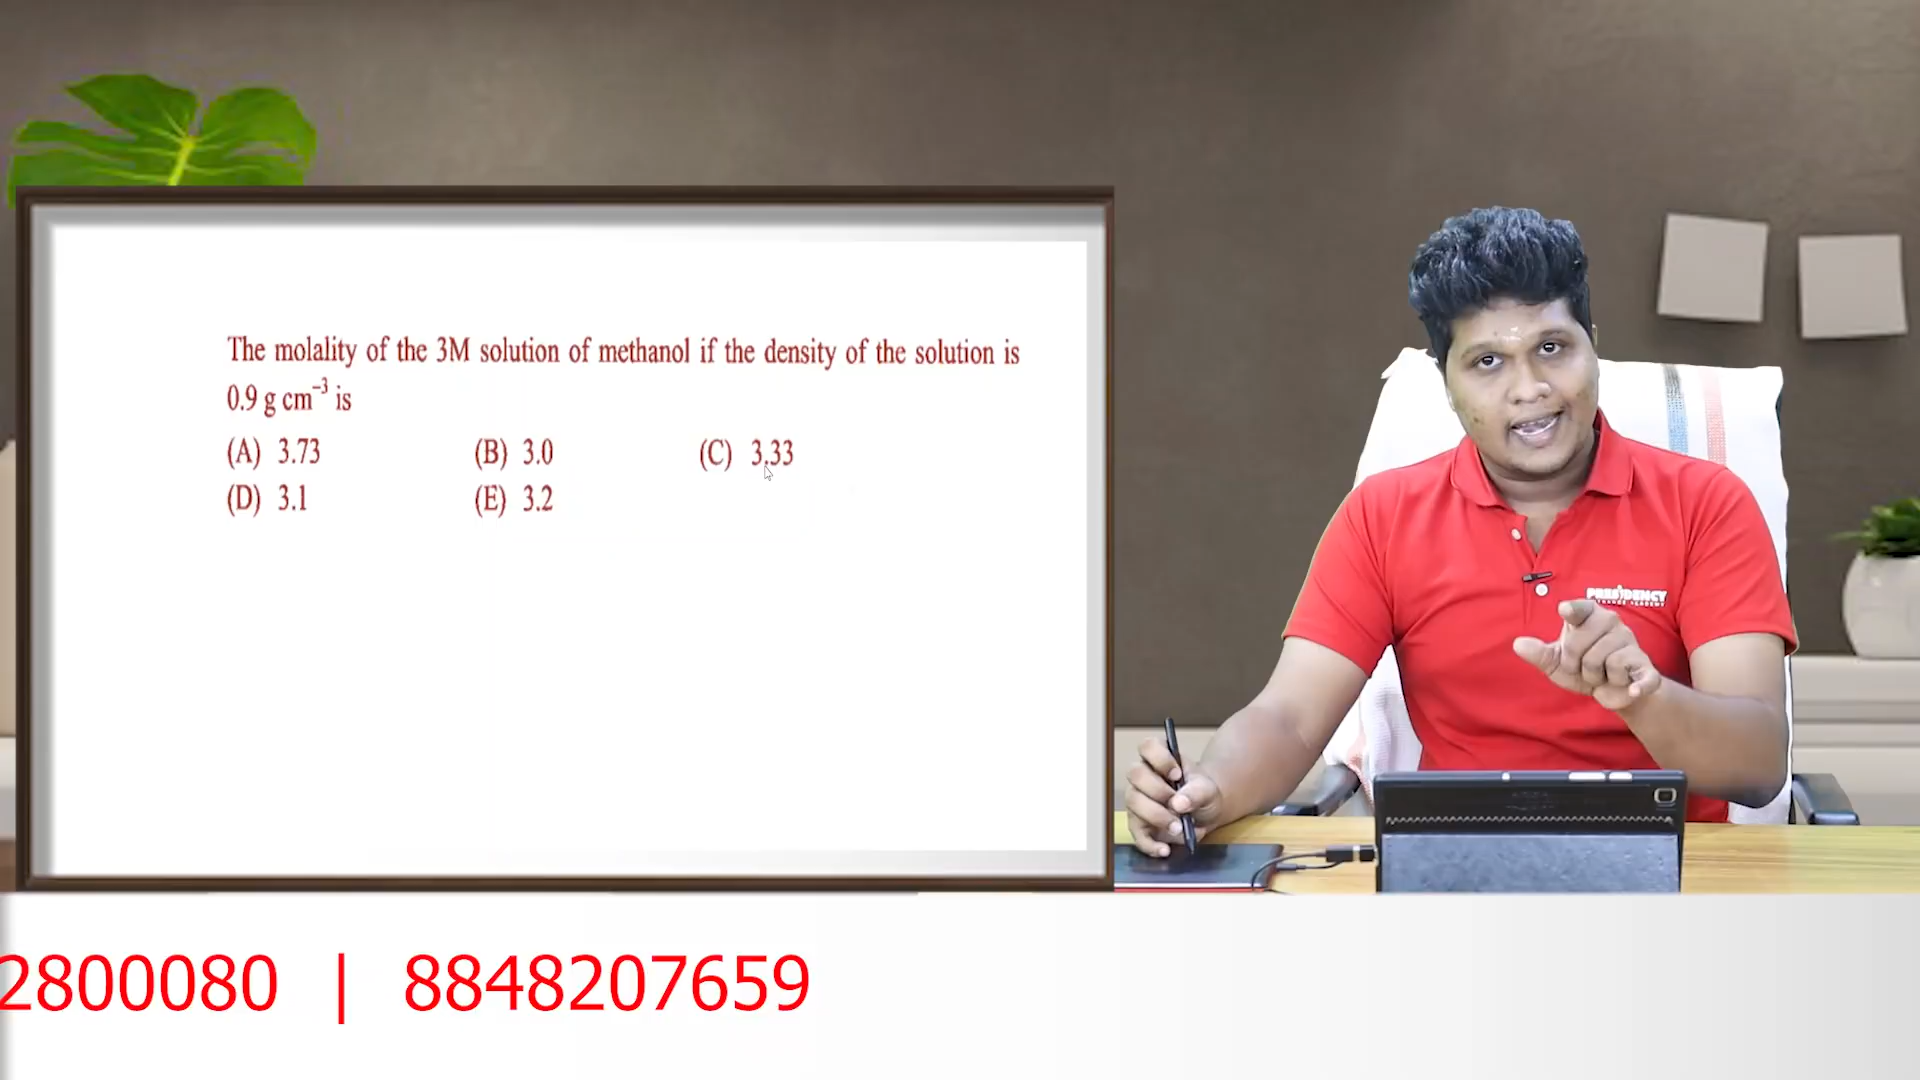 The molality of the 3M solution of methanol if the density of the solution is
0.9 g cm⁻³ is
(A) 3.73 (B) 3.0 (C) 3.33
(D) 3.1 (E) 3.2
PRESIDENCY
2800080 | 8848207659